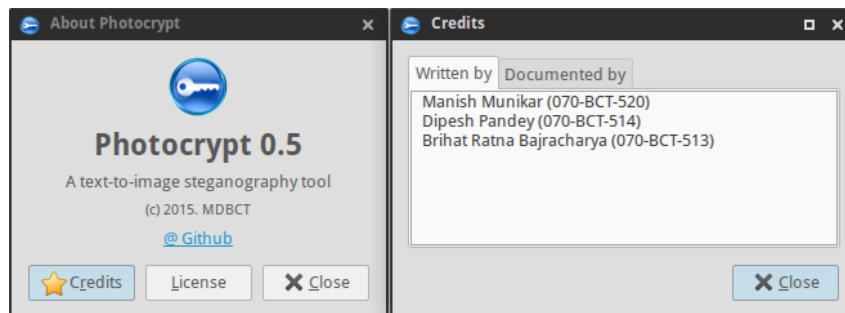 About Photocrypt
Photocrypt 0.5
A text-to-image steganography tool
(c) 2015. MDBCT
@ Github
Credits
License
Close
Credits
Written by
Documented by
Manish Munikar (070-BCT-520)
Dipesh Pandey (070-BCT-514)
Brihat Ratna Bajracharya (070-BCT-513)
Close